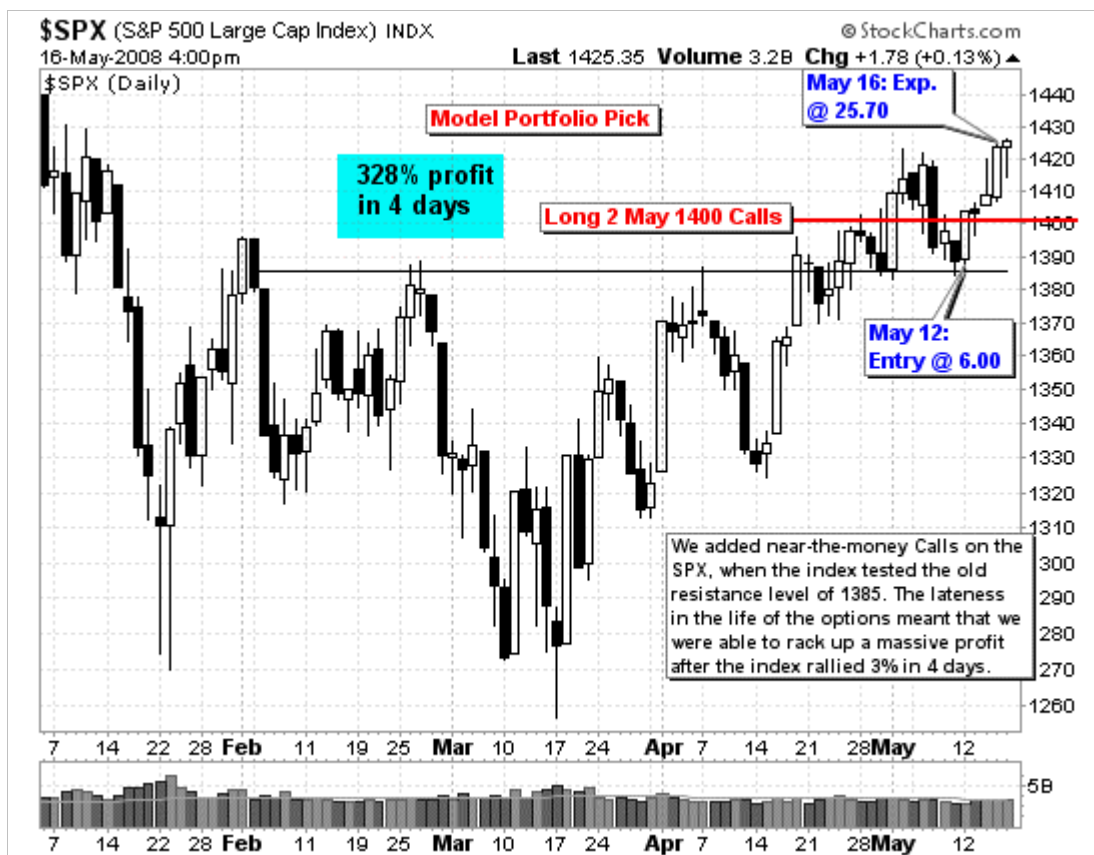 $SPX (S&P 500 Large Cap Index) INDX
© StockCharts.com
16-May-2008 4:00pm
Last 1425.35 Volume 3.2B Chg +1.78 (+0.13%)
$SPX (Daily)
May 16: Exp.
@ 25.70
Model Portfolio Pick
328% profit
in 4 days
Long 2 May 1400 Calls
May 12:
Entry @ 6.00
We added near-the-money Calls on the
SPX, when the index tested the old
resistance level of 1385. The lateness
in the life of the options meant that we
were able to rack up a massive profit
after the index rallied 3% in 4 days.
1440
1430
1420
1410
1400
1390
1380
1370
1360
1350
1340
1330
1320
1310
300
290
280
1270
1260
7 14 22 28 Feb 11 19 25 Mar 10 17 24 Apr 7 14 21 28 May 12
5B
7 14 22 28 Feb 11 19 25 Mar 10 17 24 Apr 7 14 21 28 May 12